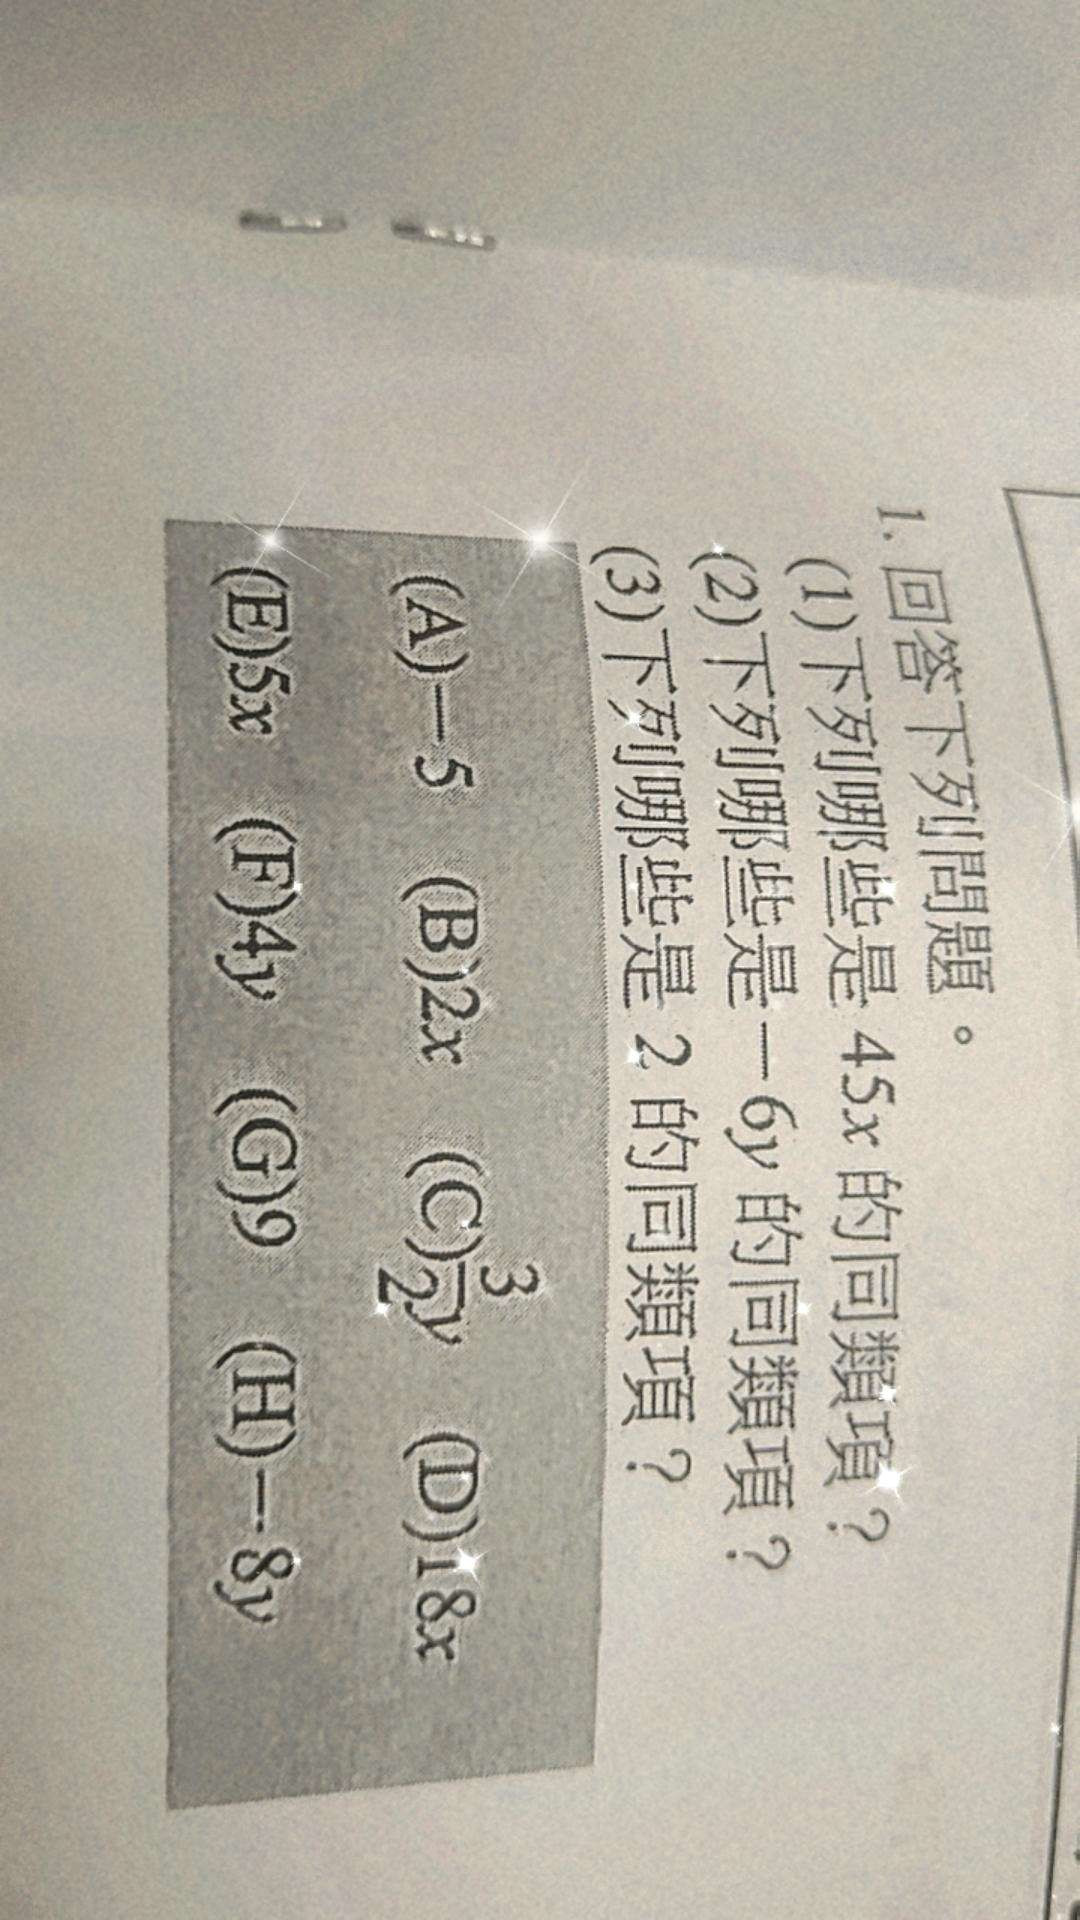 1. 回答下列問題。
(1)下列哪些是 45x 的同類項?
(2)下列哪些是－6y 的同類項?
(3)下列哪些是 2 的同類項?
(A)－5 (B)2x (C)3/2y (D)18x
(E)5x (F)4y (G)9 (H)－8y